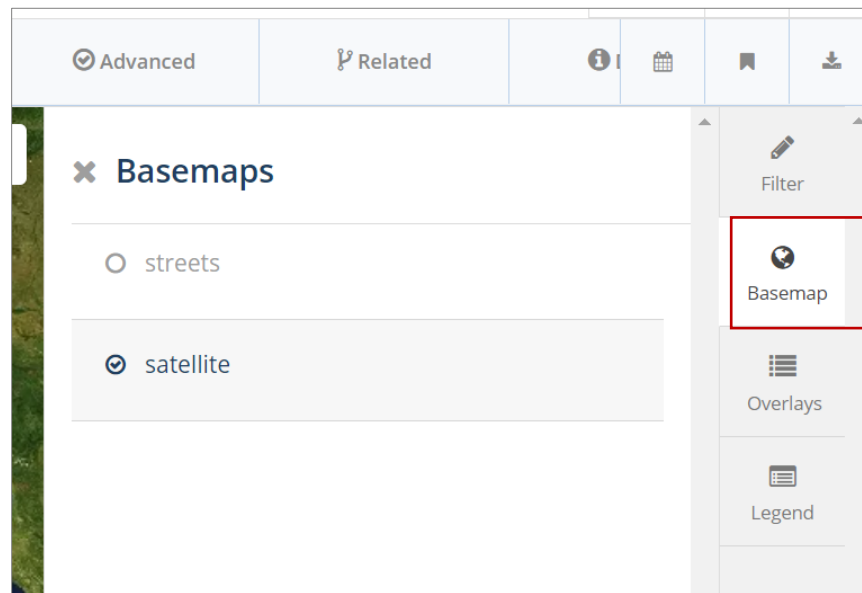 Advanced
Related
Basemaps
streets
satellite
Filter
Basemap
Overlays
Legend